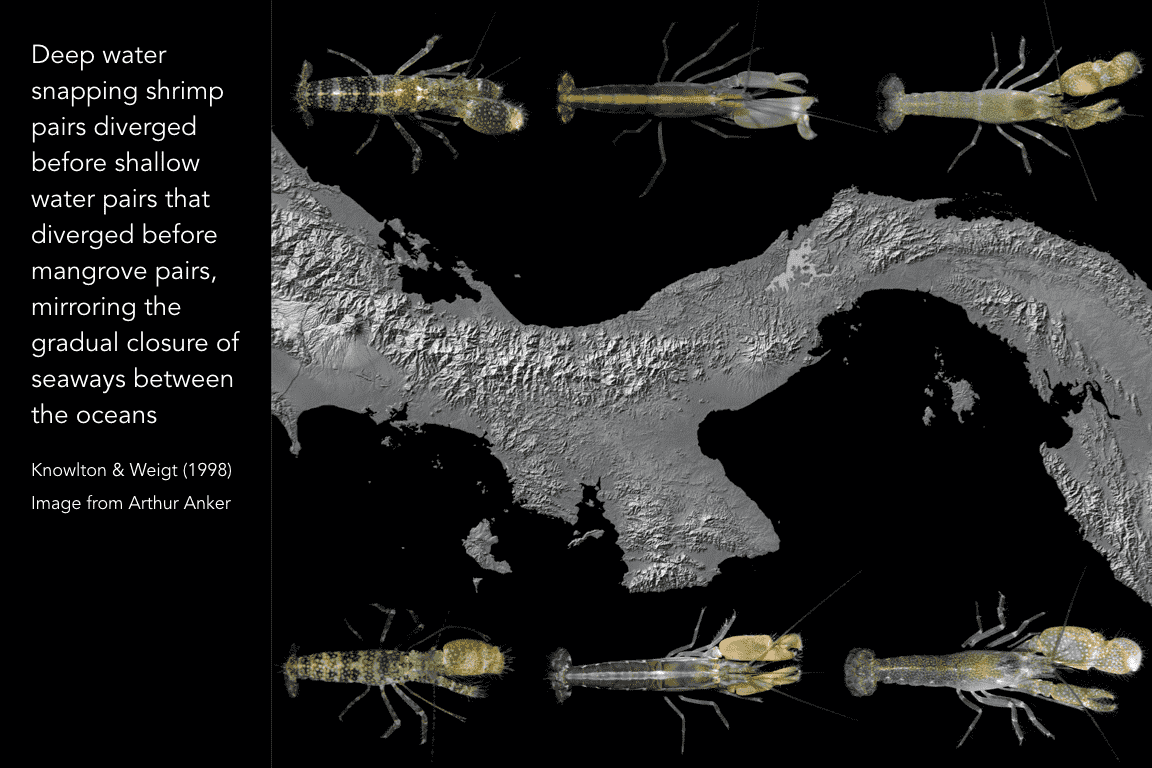 Deep water
snapping shrimp
pairs diverged
before shallow
water pairs that
diverged before
mangrove pairs,
mirroring the
gradual closure of
seaways between
the oceans
Knowlton & Weigt (1998)
Image from Arthur Anker